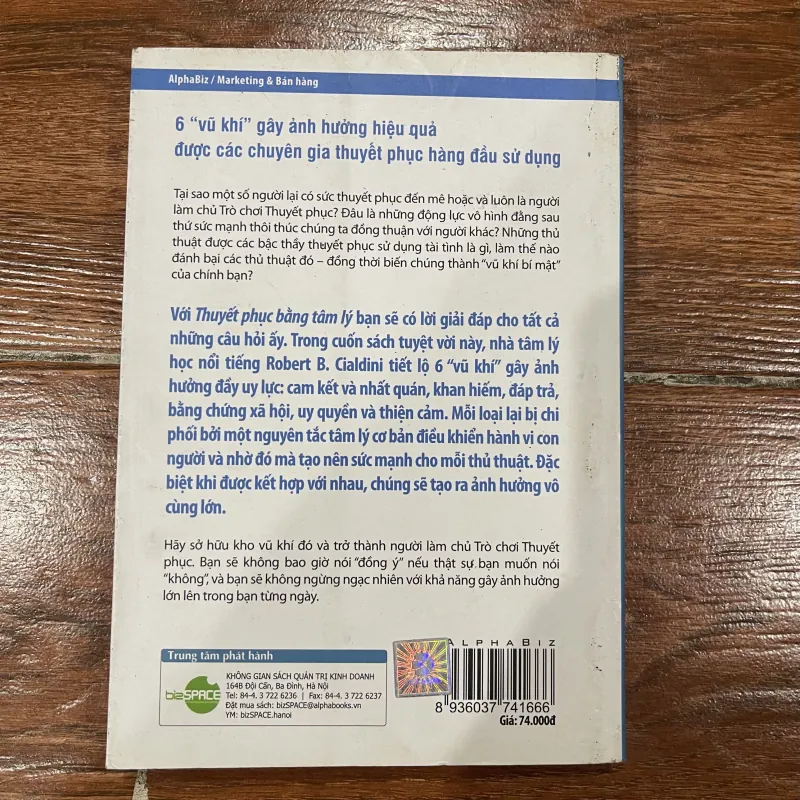 AlphaBiz / Marketing & Bán hàng
6 “vũ khí” gây ảnh hưởng hiệu quả
được các chuyên gia thuyết phục hàng đầu sử dụng
Tại sao một số người lại có sức thuyết phục đến mê hoặc và luôn là người
làm chủ Trò chơi Thuyết phục? Đâu là những động lực vô hình đằng sau
thứ sức mạnh thôi thúc chúng ta đồng thuận với người khác? Những thủ
thuật được các bậc thầy thuyết phục sử dụng tài tình là gì, làm thế nào
đánh bại các thủ thuật đó – đồng thời biến chúng thành “vũ khí bí mật”
của chính bạn?
Với Thuyết phục bằng tâm lý bạn sẽ có lời giải đáp cho tất cả
những câu hỏi ấy. Trong cuốn sách tuyệt vời này, nhà tâm lý
học nổi tiếng Robert B. Cialdini tiết lộ 6 “vũ khí” gây ảnh
hưởng đầy uy lực: cam kết và nhất quán, khan hiếm, đáp trả,
bằng chứng xã hội, uy quyền và thiện cảm. Mỗi loại lại bị chi
phối bởi một nguyên tắc tâm lý cơ bản điều khiển hành vi con
người và nhờ đó mà tạo nên sức mạnh cho mỗi thủ thuật. Đặc
biệt khi được kết hợp với nhau, chúng sẽ tạo ra ảnh hưởng vô
cùng lớn.
Hãy sở hữu kho vũ khí đó và trở thành người làm chủ Trò chơi Thuyết
phục. Bạn sẽ không bao giờ nói “đồng ý” nếu thật sự bạn muốn nói
“không”, và bạn sẽ không ngừng ngạc nhiên với khả năng gây ảnh hưởng
lớn lên trong bạn từng ngày.
Trung tâm phát hành
bizSPACE
KHÔNG GIAN SÁCH QUẢN TRỊ KINH DOANH
164B Đội Cấn, Ba Đình, Hà Nội
Tel: 84-4. 3 722 6236 | Fax: 84-4. 3 722 6237
Đặt mua sách: bizSPACE@alphabooks.vn
YM: bizSPACE.hanoi
ALPHABIZ
8 936037 741666
Giá: 74.000đ